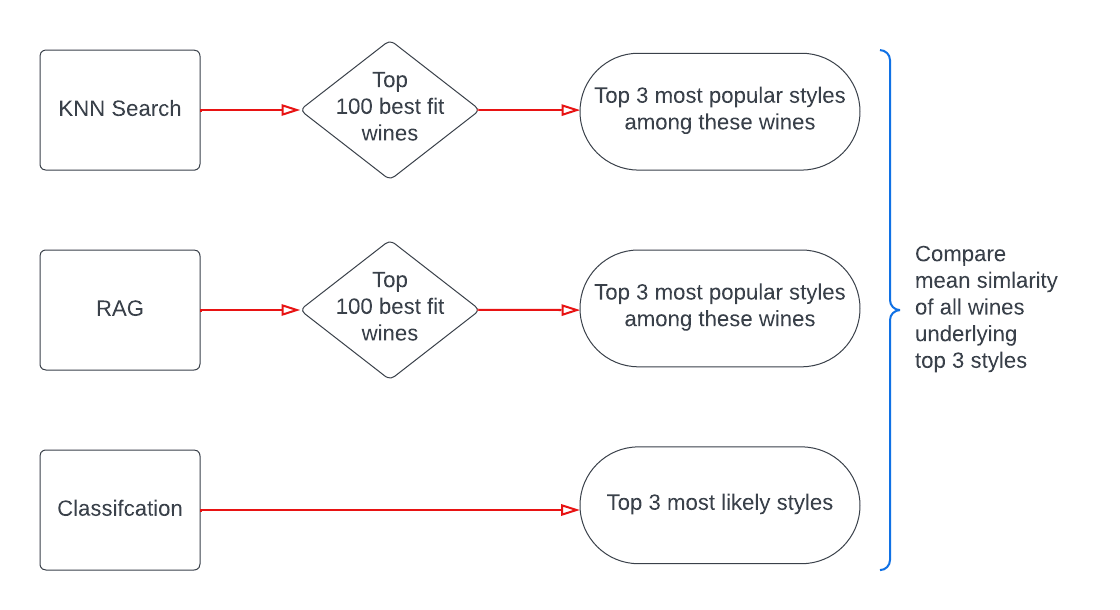 KNN Search
Top
100 best fit
wines
Top 3 most popular styles
among these wines
RAG
Top
100 best fit
wines
Top 3 most popular styles
among these wines
Classifcation
Top 3 most likely styles
Compare
mean simlarity
of all wines
underlying
top 3 styles